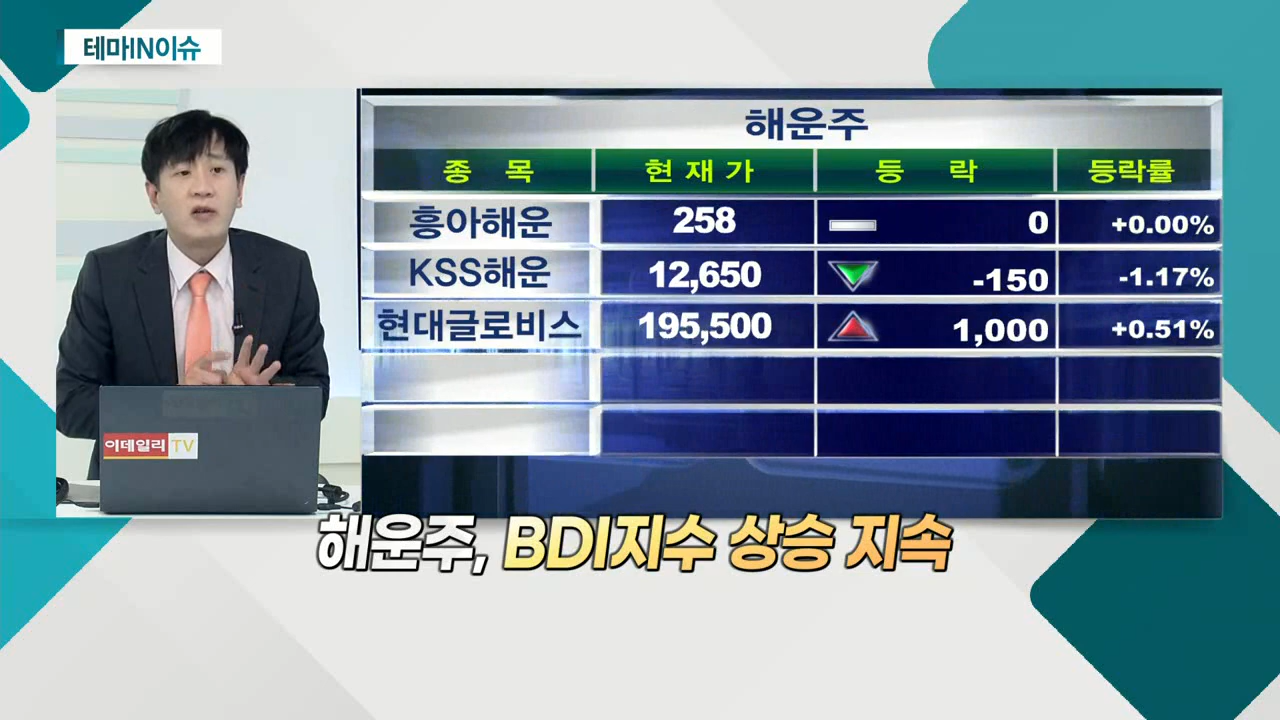 테마IN이슈
해운주
종 목 현 재 가 등 락 등락률
흥아해운 258 0 +0.00%
KSS해운 12,650 -150 -1.17%
현대글로비스 195,500 1,000 +0.51%
이데일리 TV
해운주, BDI지수 상승 지속